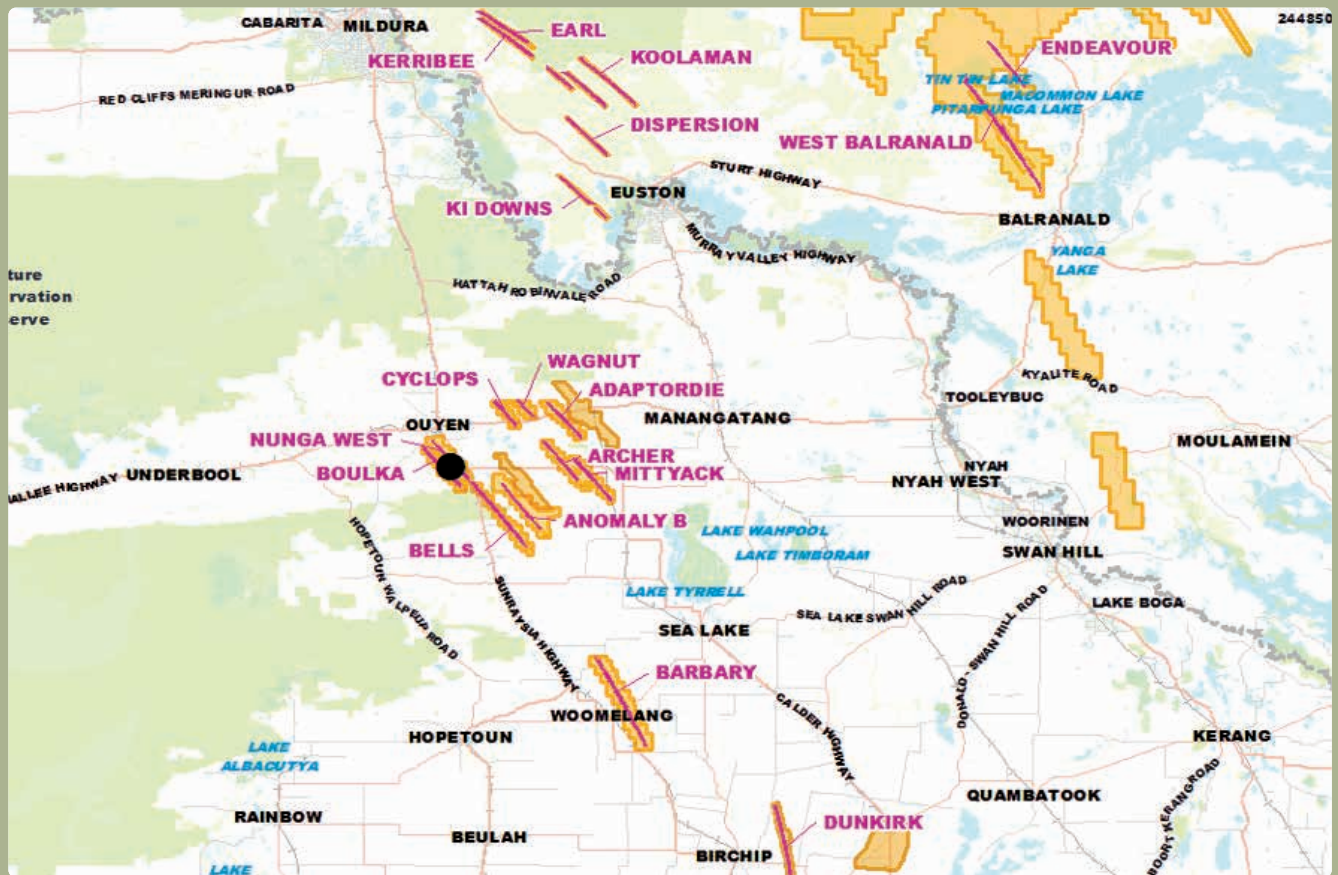 CABARITA
MILDURA
EARL
244850
KERRIBEE
KOOLAMAN
ENDEAVOUR
TIN TIN LAKE
RED CLIFFS MERINGUR ROAD
MACOMMON LAKE
PITARPUNGA LAKE
DISPERSION
WEST BALRANALD
STURT HIGHWAY
EUSTON
KI DOWNS
BALRANALD
MURRAY VALLEY HIGHWAY
YANGA
LAKE
ture
rvation
erve
HATTAH ROBINVALE ROAD
WAGNUT
CYCLOPS
ADAPTORDIE
KYALITE ROAD
TOOLEYBUC
OUYEN
MANANGATANG
NUNGA WEST
MOULAMEIN
ARCHER
BOULKA
MITTYACK
UNDERBOOL
ALLEE HIGHWAY
NYAH
NYAH WEST
ANOMALY B
WOORINEN
LAKE WAHPOOL
BELLS
LAKE TIMBORAM
SWAN HILL
HOPETOUN WALPEUP ROAD
SUNRAYSIA HIGHWAY
LAKE TYRRELL
SEA LAKE SWAN HILL ROAD
LAKE BOGA
SEA LAKE
DONALD - SWAN HILL ROAD
BARBARY
WOOMELANG
CALDER HIGHWAY
HOPETOUN
KERANG
LAKE
ALBACUTYA
QUAMBATOOK
BOORT KERANG ROAD
RAINBOW
DUNKIRK
BEULAH
BIRCHIP
LAKE